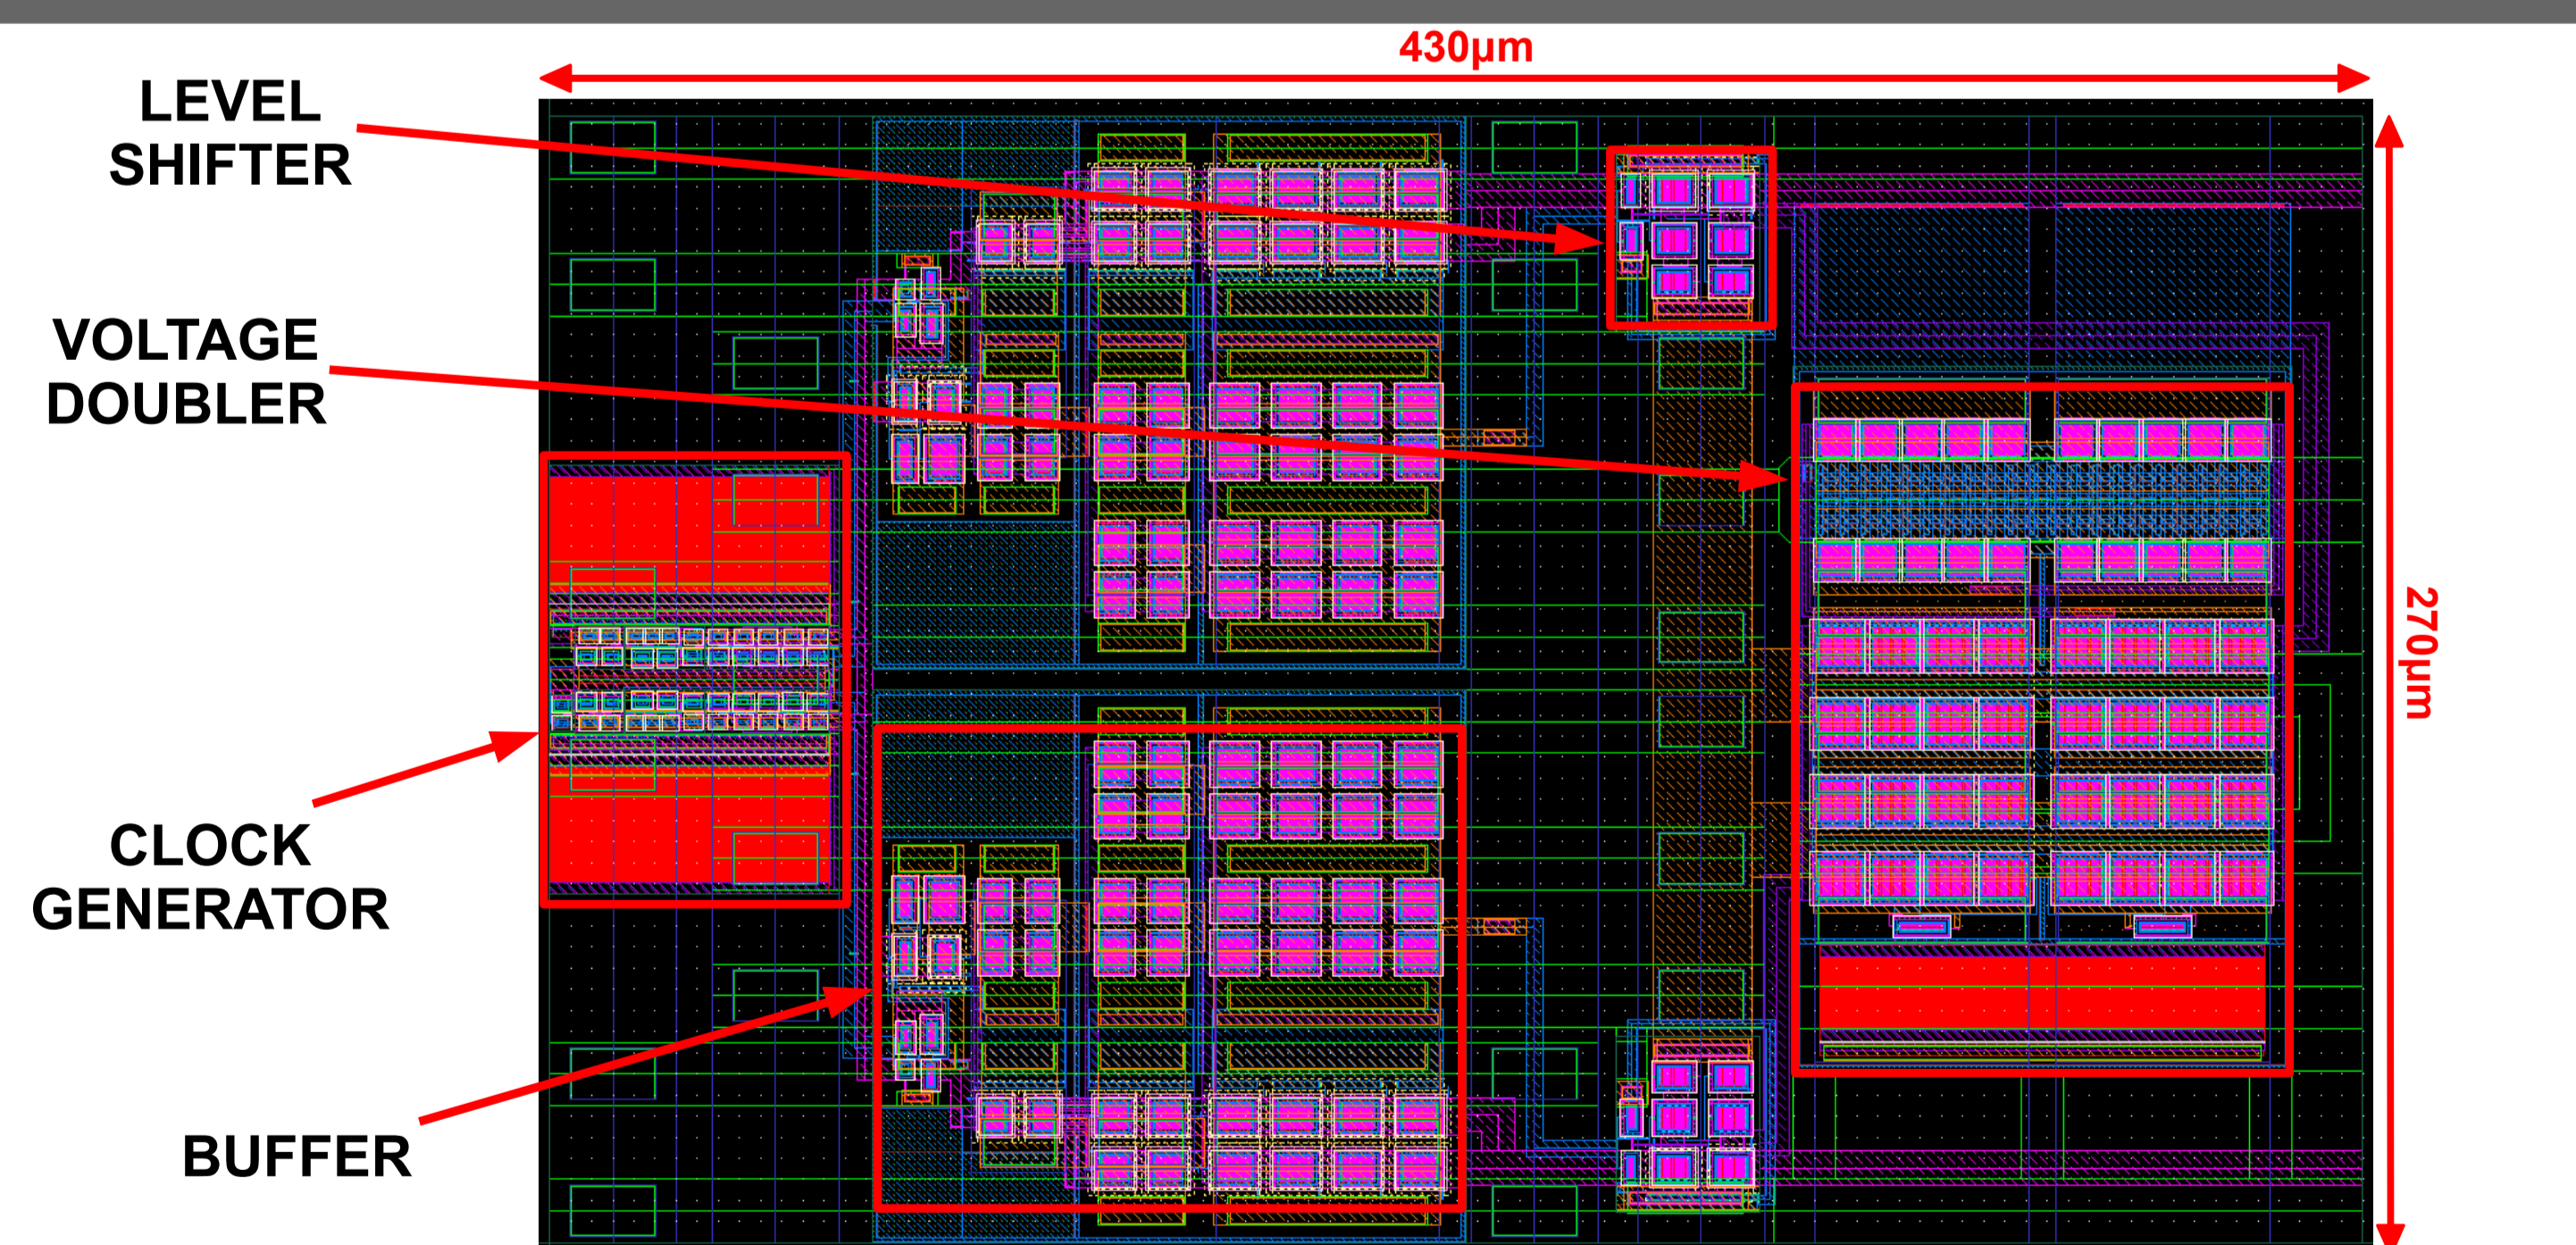 430µm
LEVEL
SHIFTER
VOLTAGE
DOUBLER
270µm
CLOCK
GENERATOR
BUFFER